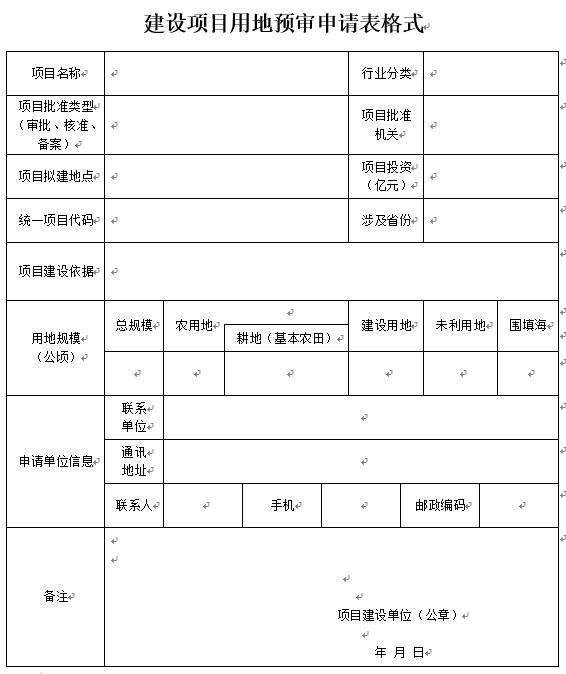 建设项目用地预审申请表格式
项目名称
行业分类
项目批准类型
（审批、核准、
备案）
项目批准
机关
项目拟建地点
项目投资
（亿元）
统一项目代码
涉及省份
项目建设依据
用地规模
（公顷）
总规模
农用地
耕地（基本农田）
建设用地
未利用地
围填海
申请单位信息
联系
单位
通讯
地址
联系人
手机
邮政编码
备注
项目建设单位（公章）
年 月 日